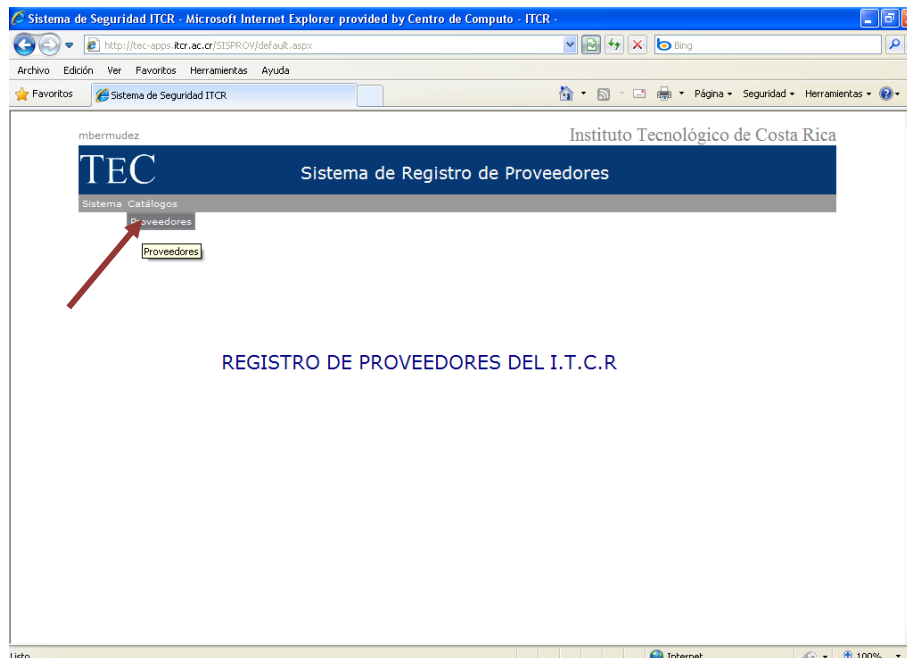 Sistema de Seguridad ITCR - Microsoft Internet Explorer provided by Centro de Computo - ITCR -
http://tec-apps.itcr.ac.cr/SISPROV/default.aspx
Bing
Archivo Edición Ver Favoritos Herramientas Ayuda
Favoritos Sistema de Seguridad ITCR Página Seguridad Herramientas
mbermudez Instituto Tecnológico de Costa Rica
TEC Sistema de Registro de Proveedores
Sistema Catálogos
Proveedores
Proveedores
REGISTRO DE PROVEEDORES DEL I.T.C.R
Listo Internet 100%